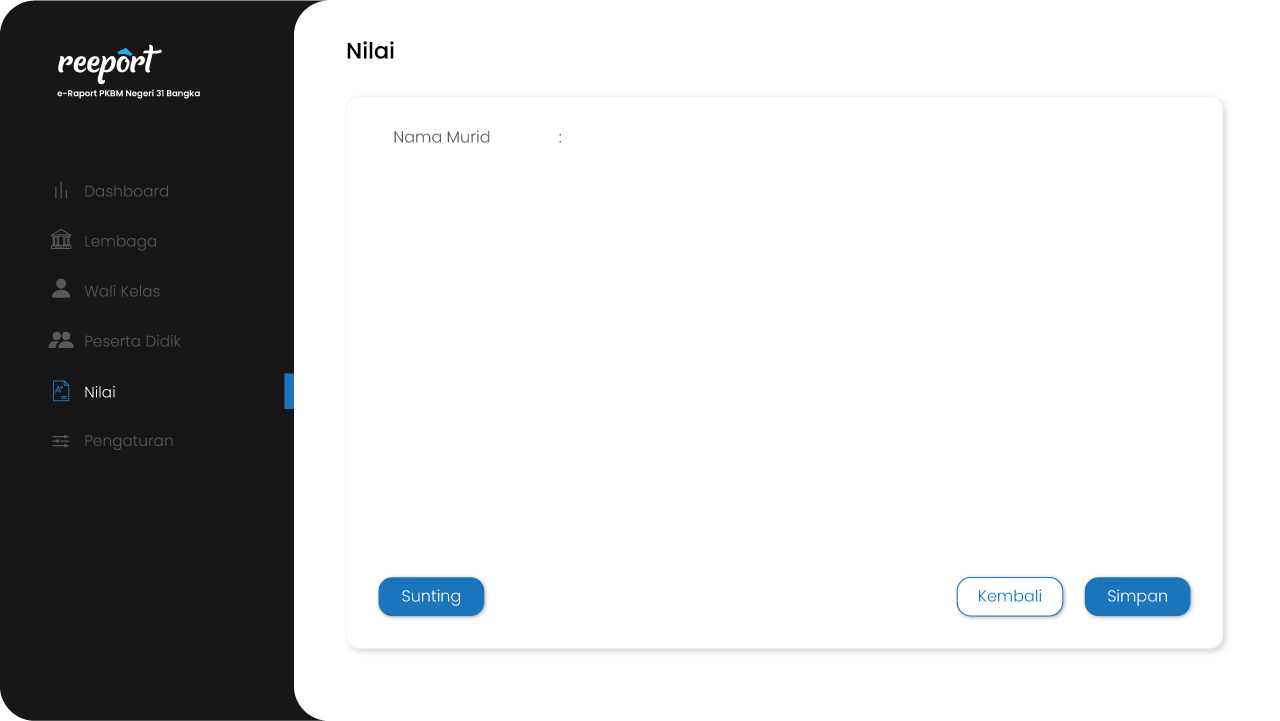 reeport
e-Raport PKBM Negeri 31 Bangka
Dashboard
Lembaga
Wali Kelas
Peserta Didik
A+
Nilai
Pengaturan
Nilai
Nama Murid :
Sunting
Kembali
Simpan